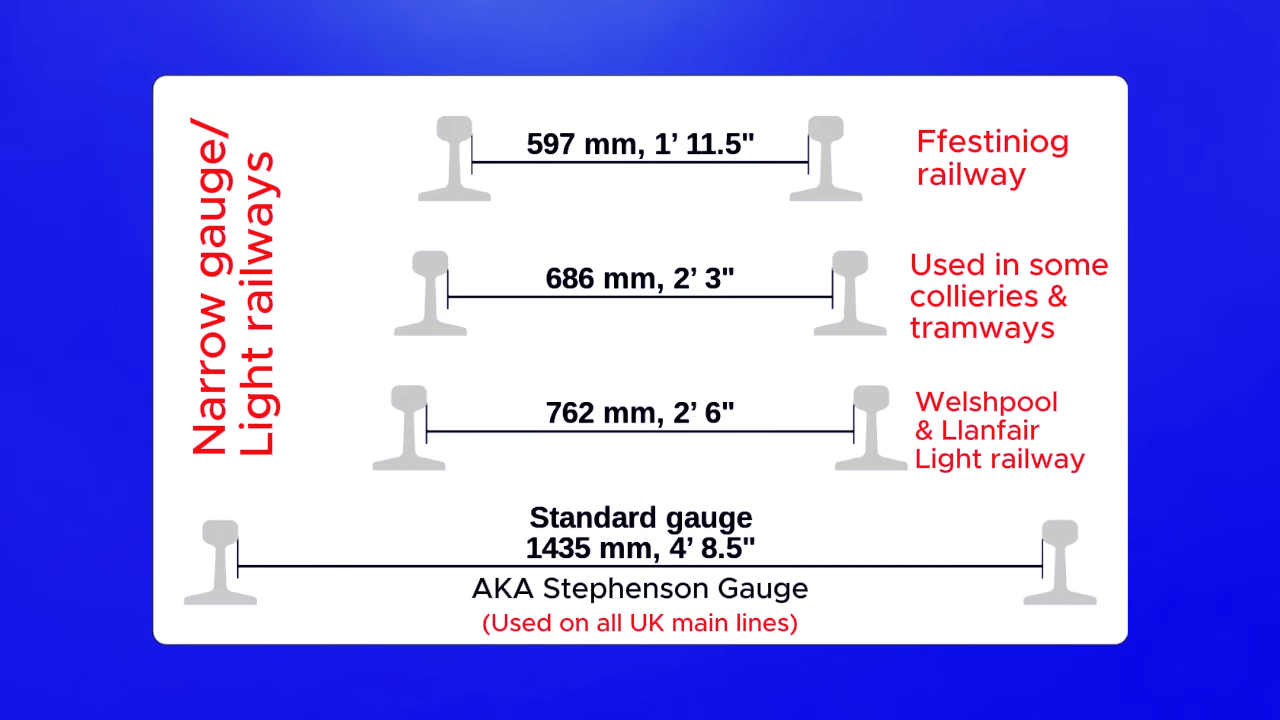 Narrow gauge/
Light railways
597 mm, 1’ 11.5"
Ffestiniog
railway
686 mm, 2’ 3"
Used in some
collieries &
tramways
762 mm, 2’ 6"
Welshpool
& Llanfair
Light railway
Standard gauge
1435 mm, 4’ 8.5"
AKA Stephenson Gauge
(Used on all UK main lines)